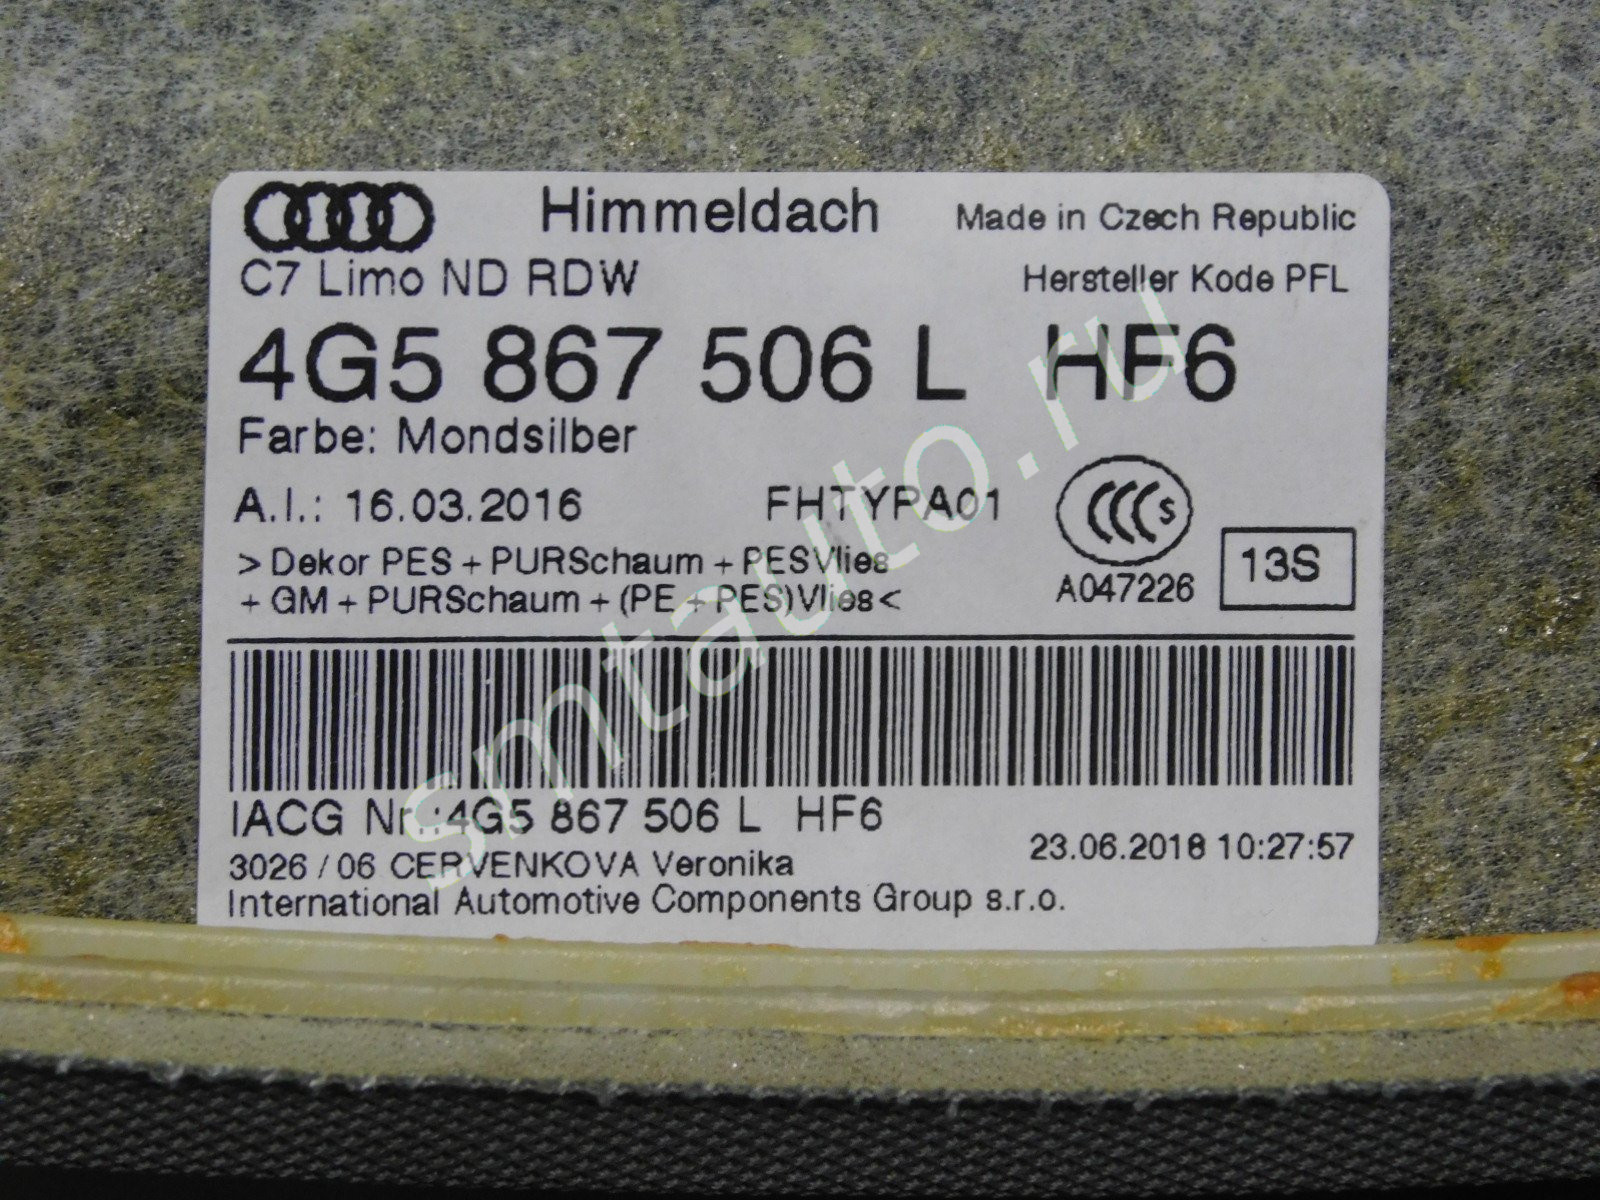 Himmeldach
Made in Czech Republic
C7 Limo ND RDW
Hersteller Kode PFL
4G5 867 506 L HF6
Farbe: Mondsilber
A.I.: 16.03.2016
FHTYPA01
CCC S
> Dekor PES + PURSchaum + PESVlies
+ GM + PURSchaum + (PE + PES)Vlies<
A047226
13S
IACG Nr.:4G5 867 506 L HF6
3026 / 06 CERVENKOVA Veronika
23.06.2018 10:27:57
International Automotive Components Group s.r.o.
smtauto.ru